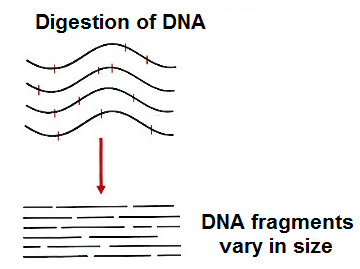 Digestion of DNA
DNA fragments
vary in size